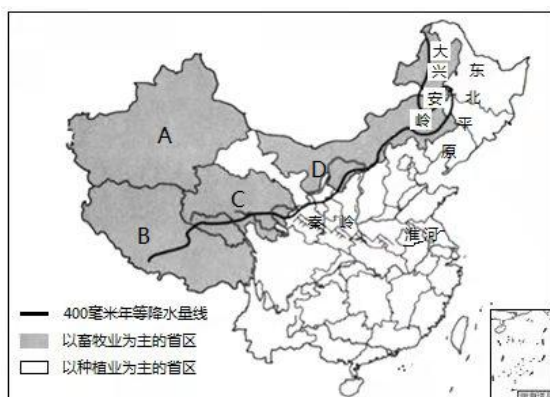 大
兴
安
岭
东
北
平
原
A
B
C
D
秦 岭
淮河
400毫米年等降水量线
以畜牧业为主的省区
以种植业为主的省区